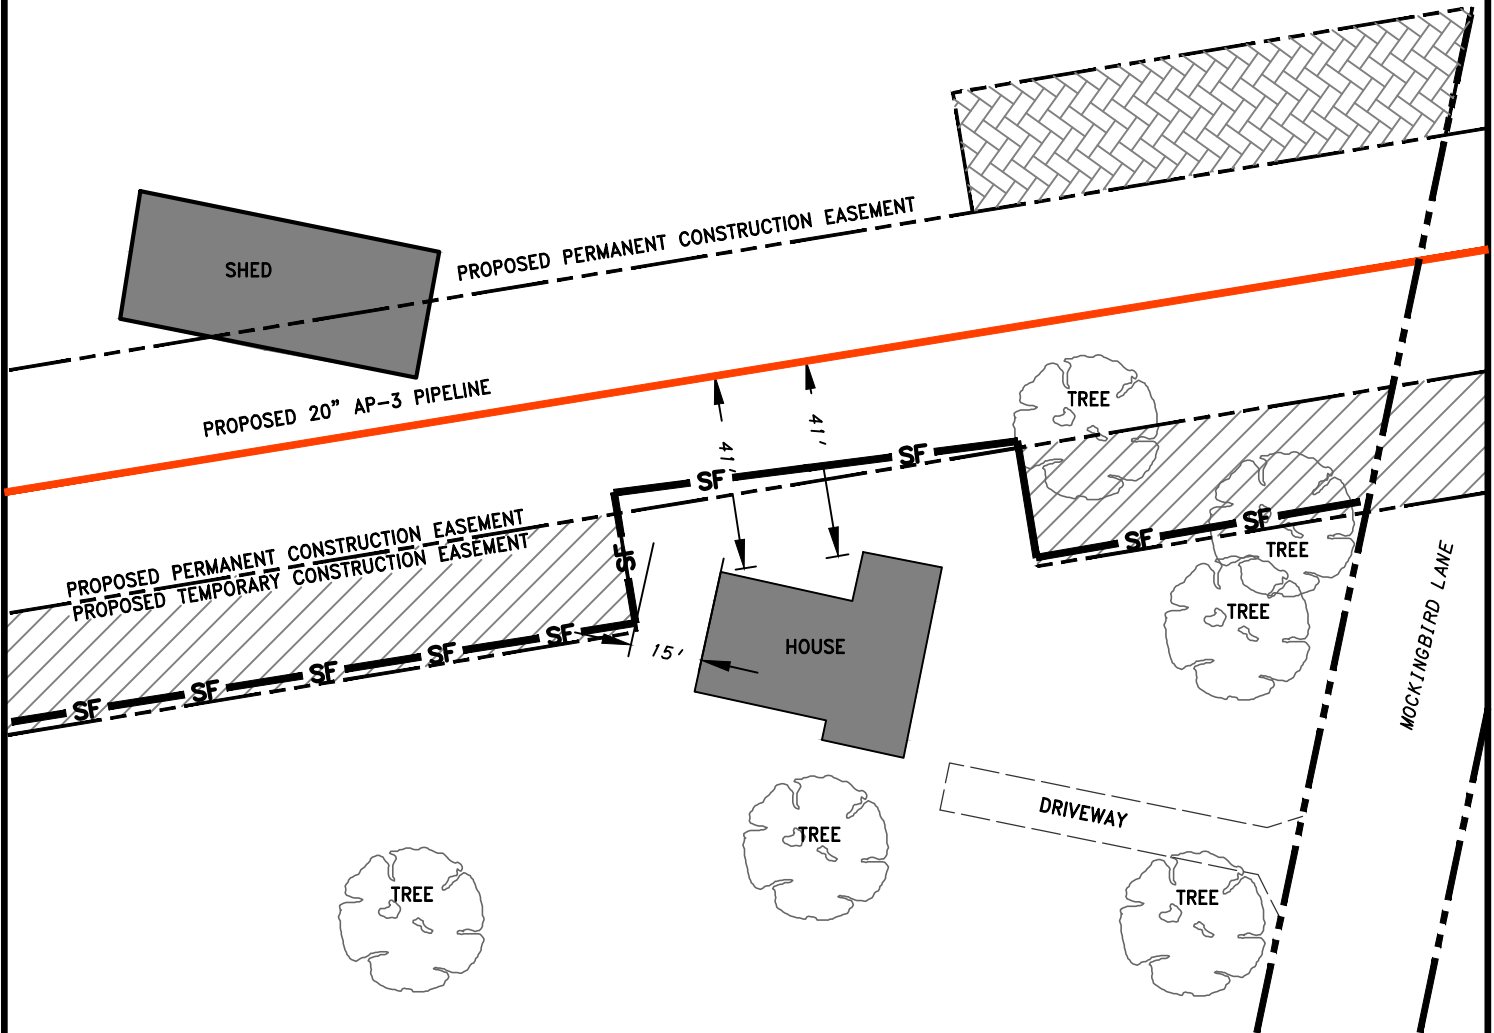 PROPOSED PERMANENT CONSTRUCTION EASEMENT
SHED
PROPOSED 20” AP-3 PIPELINE
TREE
41'
41'
SF
SF
PROPOSED PERMANENT CONSTRUCTION EASEMENT
PROPOSED TEMPORARY CONSTRUCTION EASEMENT
SF
SF
SF
TREE
SF
SF
SF
SF
SF
15'
HOUSE
TREE
MOCKINGBIRD LANE
DRIVEWAY
TREE
TREE
TREE